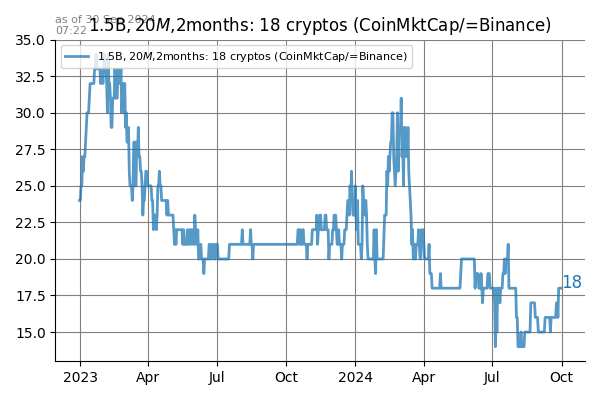 as of 30 Sep 2024
07:22
1.5B, 20M, 2months: 18 cryptos (CoinMktCap/=Binance)
1.5B, 20M, 2months: 18 cryptos (CoinMktCap/=Binance)
35.0
32.5
30.0
27.5
25.0
22.5
20.0
17.5
15.0
18
2023 Apr Jul Oct 2024 Apr Jul Oct